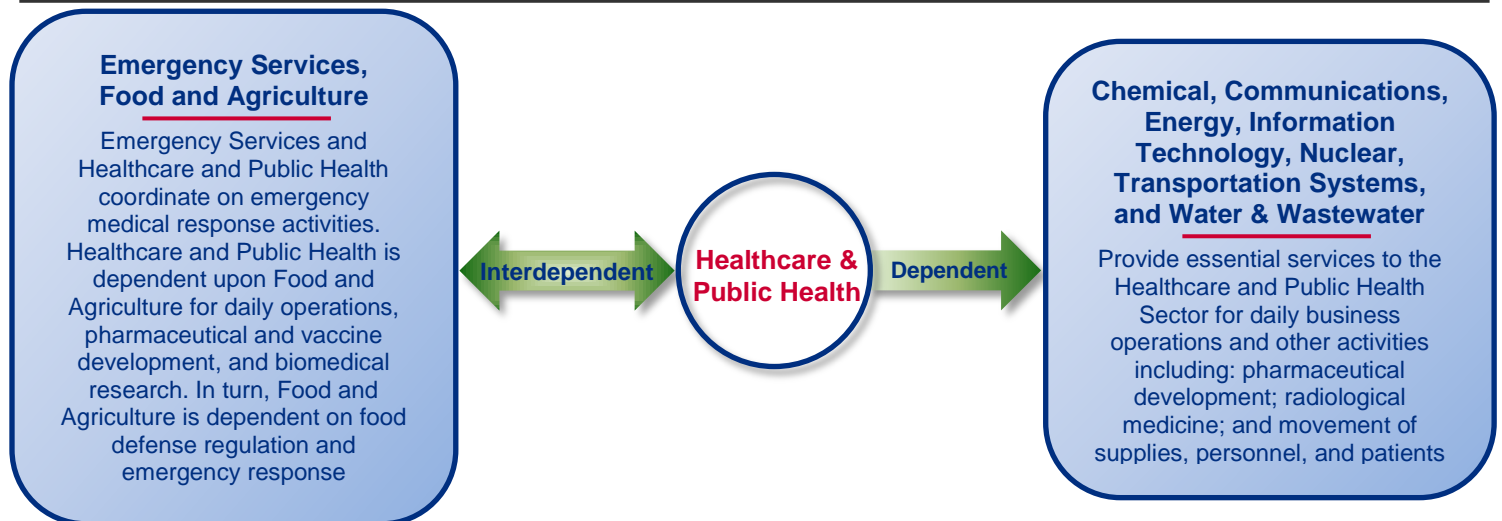 Emergency Services,
Food and Agriculture
Emergency Services and
Healthcare and Public Health
coordinate on emergency
medical response activities.
Healthcare and Public Health is
dependent upon Food and
Agriculture for daily operations,
pharmaceutical and vaccine
development, and biomedical
research. In turn, Food and
Agriculture is dependent on food
defense regulation and
emergency response
Interdependent
Healthcare &
Public Health
Dependent
Chemical, Communications,
Energy, Information
Technology, Nuclear,
Transportation Systems,
and Water & Wastewater
Provide essential services to the
Healthcare and Public Health
Sector for daily business
operations and other activities
including: pharmaceutical
development; radiological
medicine; and movement of
supplies, personnel, and patients